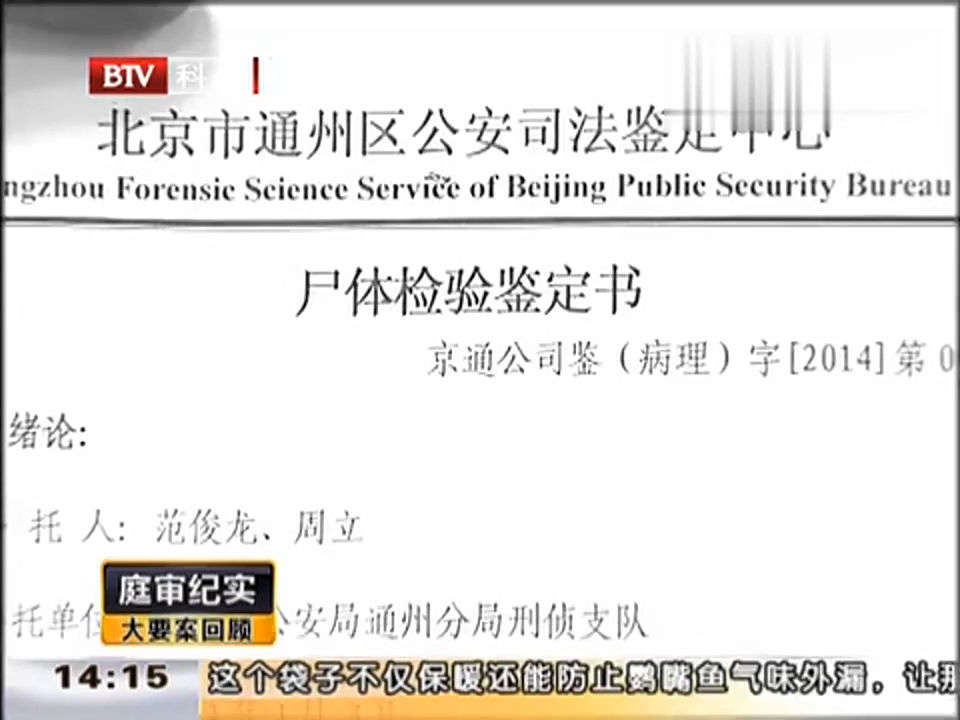 BTV 科
北京市通州区公安司法鉴定中心
ngzhou Forensic Science Service of Beijing Public Security Bureau
尸体检验鉴定书
京通公司鉴（病理）字[2014]第0
绪论:
托 人: 范俊龙、周立
托单位 公安局通州分局刑侦支队
庭审纪实
大要案回顾
14:15 这个袋子不仅保暖还能防止鹦嘴鱼气味外漏，让那